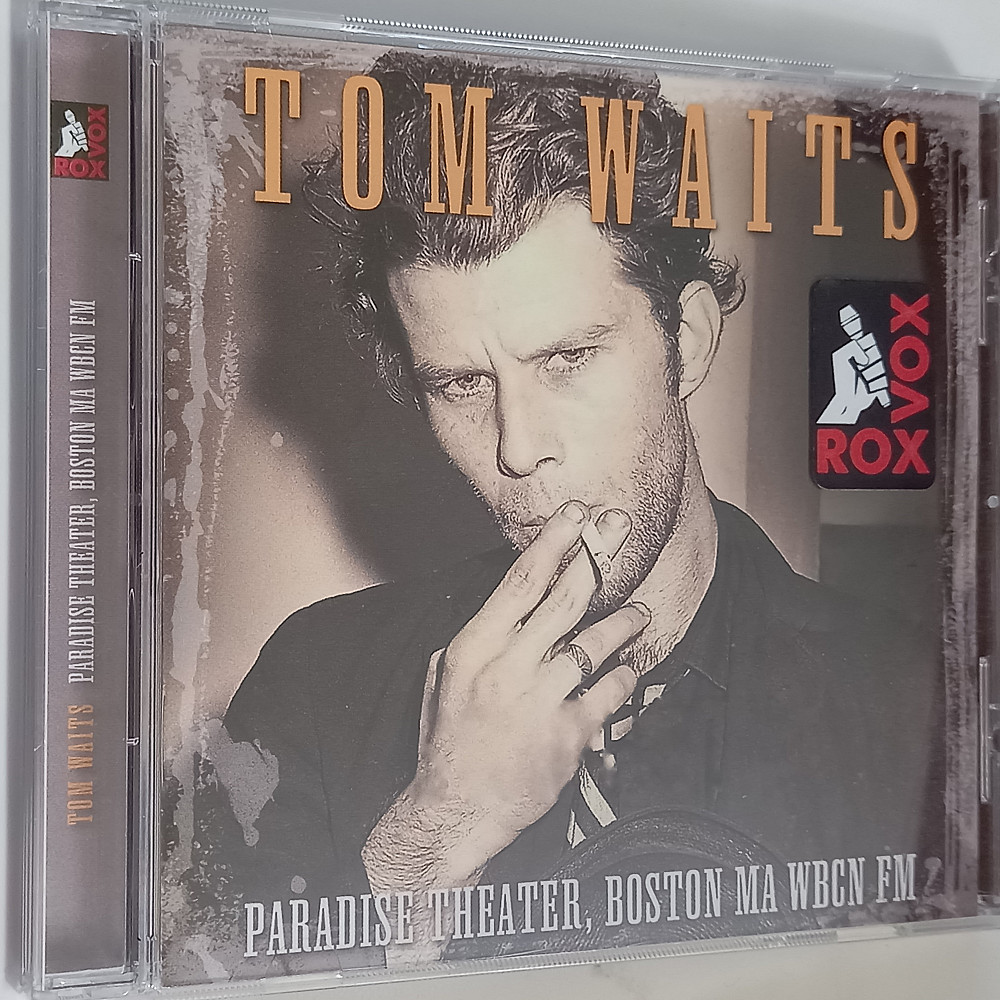 TOM WAITS
ROX
VOX
PARADISE THEATER, BOSTON MA WBCN FM
ROX
VOX
TOM WAITS PARADISE THEATER, BOSTON MA WBCN FM